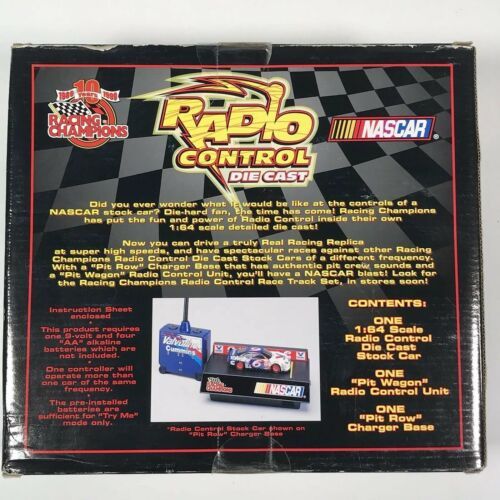 1989 10 YEARS 1999
RACING
CHAMPIONS
RADIO
CONTROL
DIE CAST
NASCAR ®
Did you ever wonder what it would be like at the controls of a
NASCAR stock car? Die-hard fan, the time has come! Racing Champions
has put the fun and power of Radio Control inside their own
1:64 scale detailed die cast!
Now you can drive a truly Real Racing Replica
at super high speeds, and have spectacular races against other Racing
Champions Radio Control Die Cast Stock Cars of a different frequency.
With a "Pit Row" Charger Base that has authentic pit crew sounds and
a "Pit Wagon" Radio Control Unit, you'll have a NASCAR blast! Look for
the Racing Champions Radio Control Race Track Set, in stores soon!
Instruction Sheet
enclosed
•
This product requires
one 9-volt and four
"AA" alkaline
batteries which are
not included.
•
One controller will
operate more than
one car of the same
frequency.
•
The pre-installed
batteries are
sufficient for "Try Me"
mode only.
Valvoline
Cummins
6
RACING
CHAMPIONS
NASCAR
*Radio Control Stock Car shown on
"Pit Row" Charger Base
CONTENTS:
ONE
1:64 Scale
Radio Control
Die Cast
Stock Car
ONE
"Pit Wagon"
Radio Control Unit
ONE
"Pit Row"
Charger Base